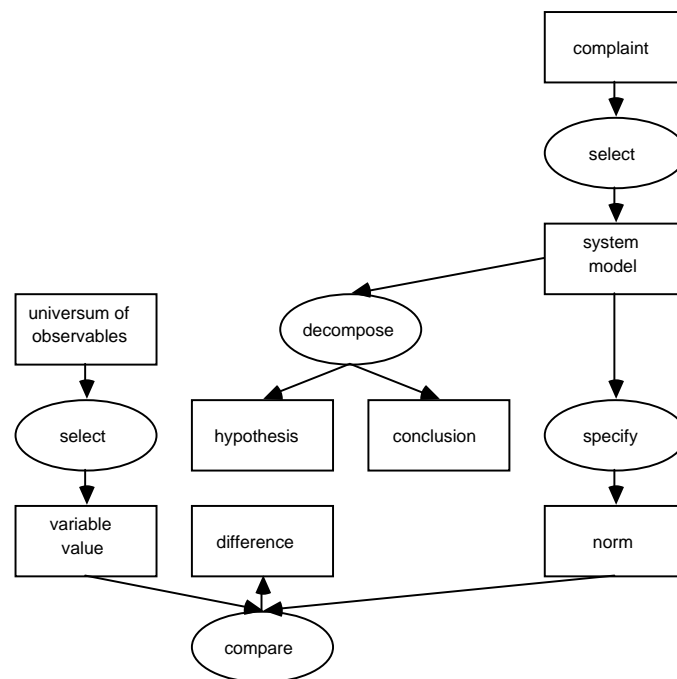 complaint
select
system
model
universum of
observables
decompose
select
hypothesis
conclusion
specify
variable
value
difference
norm
compare